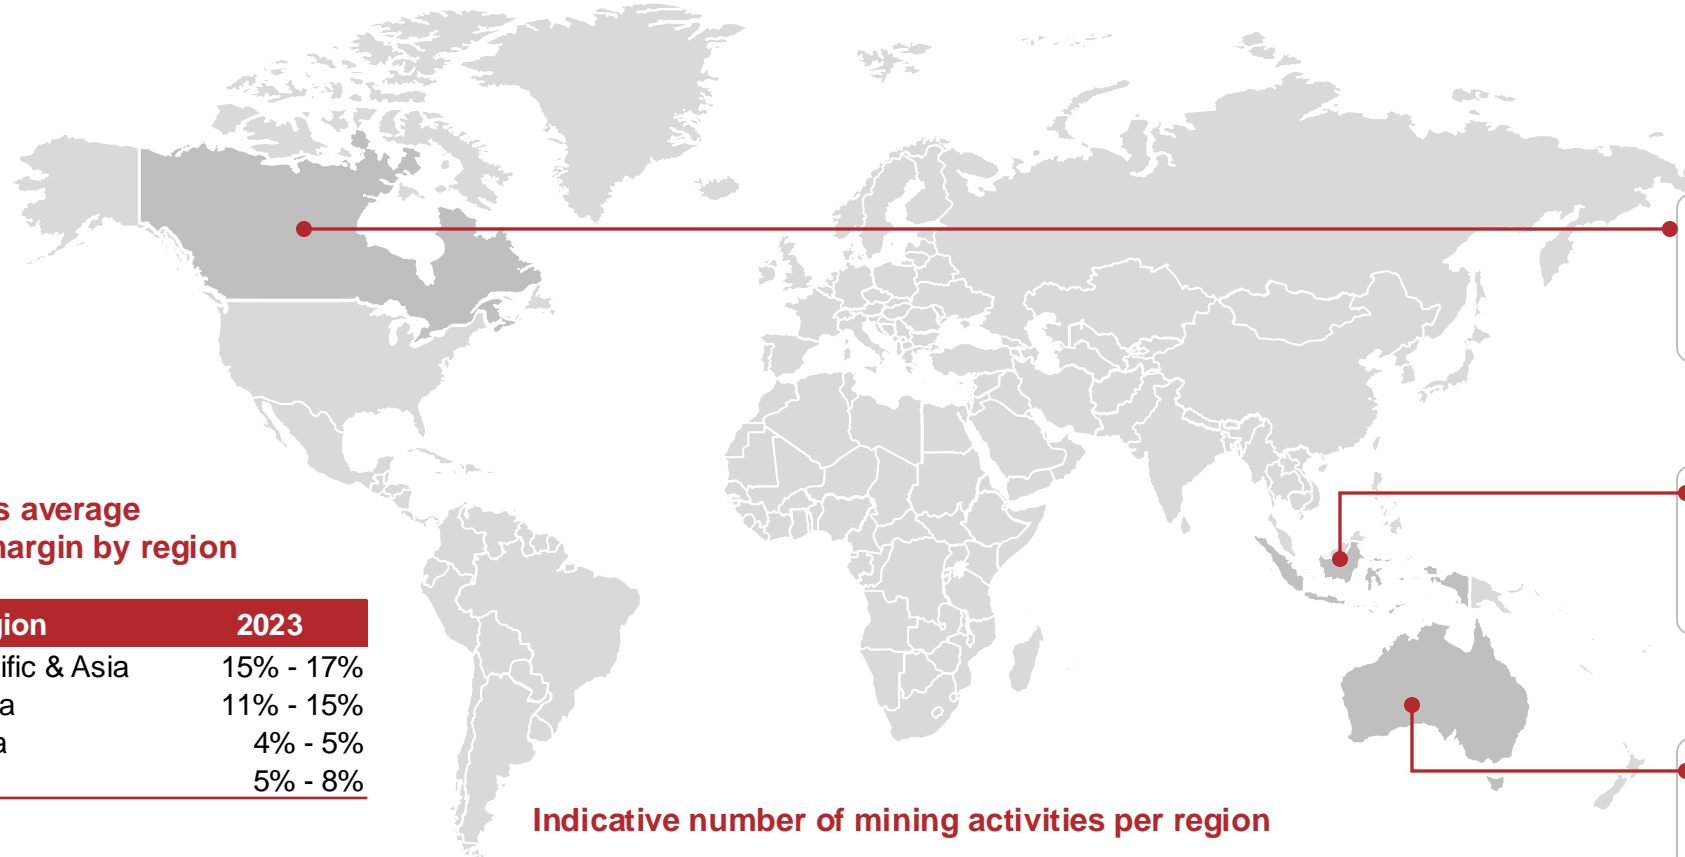 s average
margin by region
gion 2023
ific & Asia 15% - 17%
a 11% - 15%
a 4% - 5%
5% - 8%
Indicative number of mining activities per region